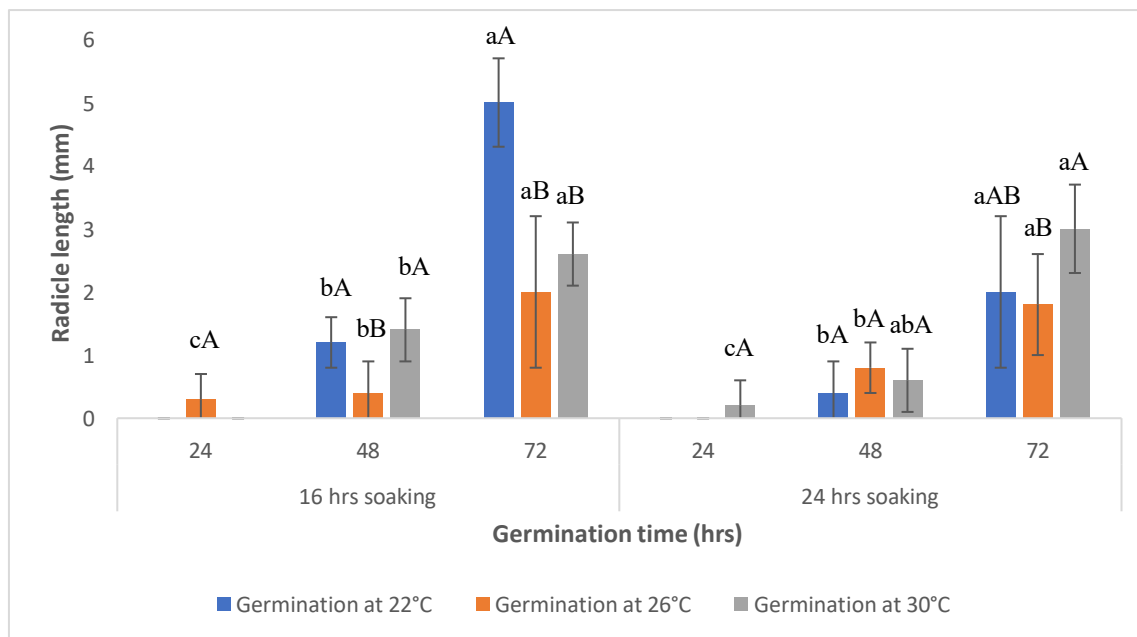 Radicle length (mm)
6
5
4
3
2
1
0
cA
bA
bB
bA
aA
aB
aB
cA
bA
bA
abA
aAB
aB
aA
24
48
72
24
48
72
16 hrs soaking
24 hrs soaking
Germination time (hrs)
Germination at 22°C
Germination at 26°C
Germination at 30°C